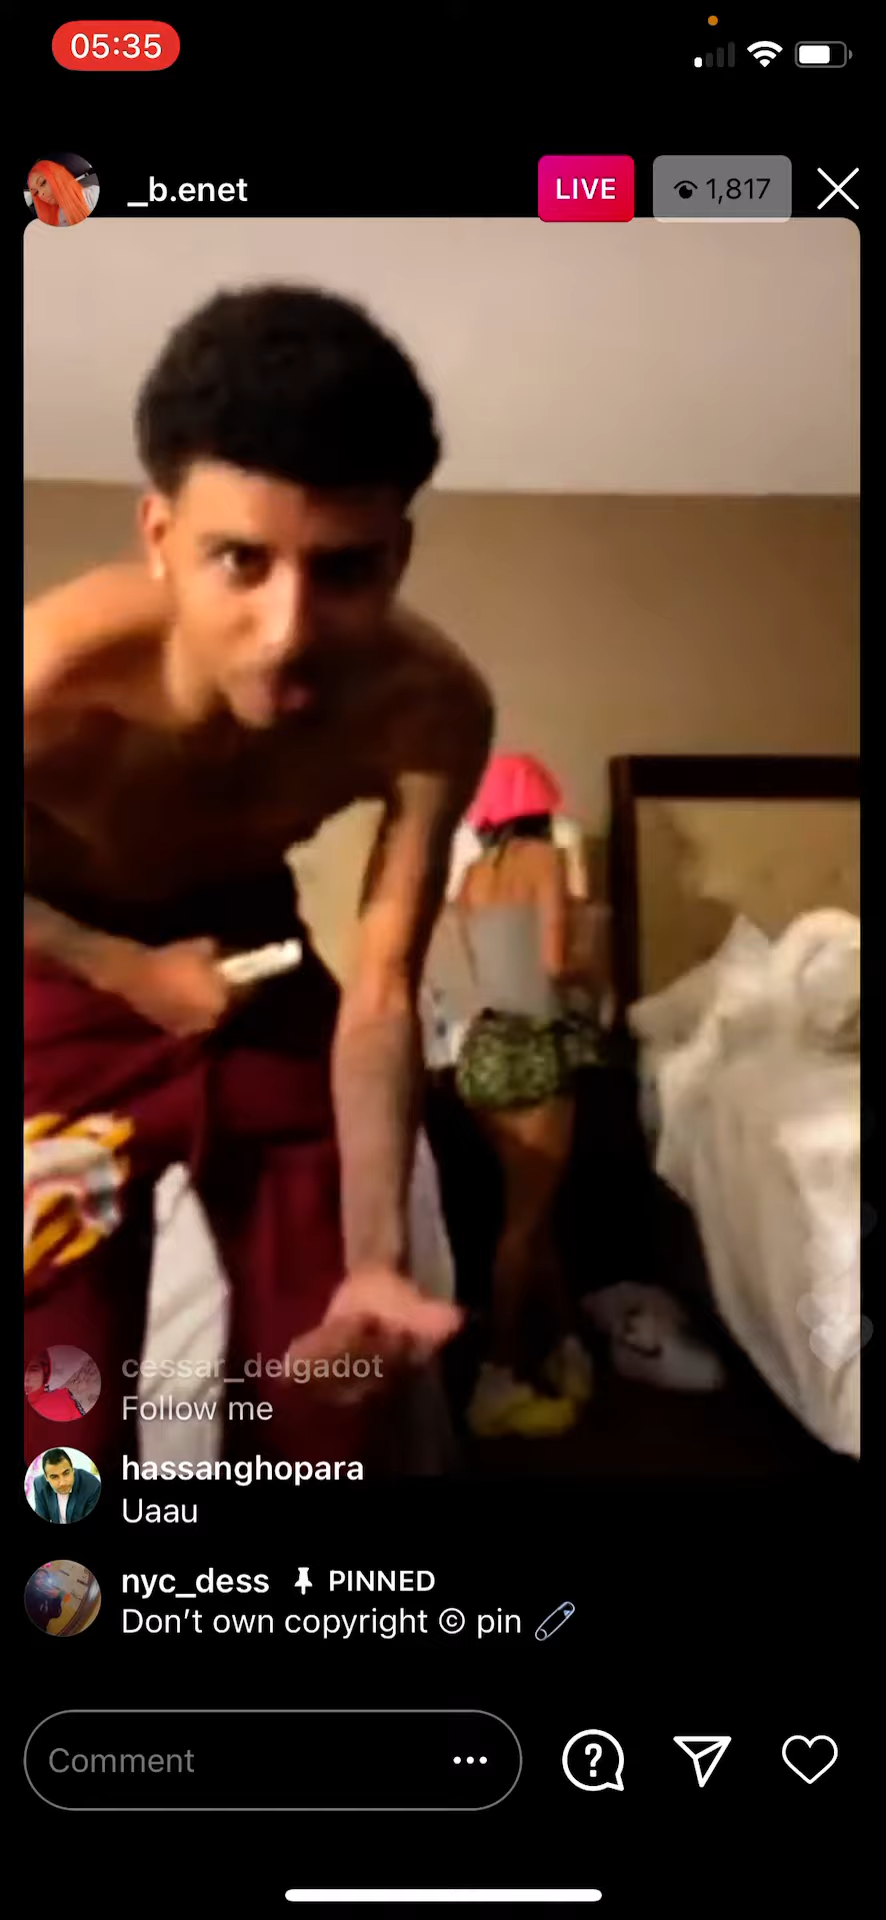 05:35
_b.enet
LIVE
1,817
cessar_delgadot
Follow me
hassanghopara
Uaau
nyc_dess PINNED
Don’t own copyright © pin 🧷
Comment